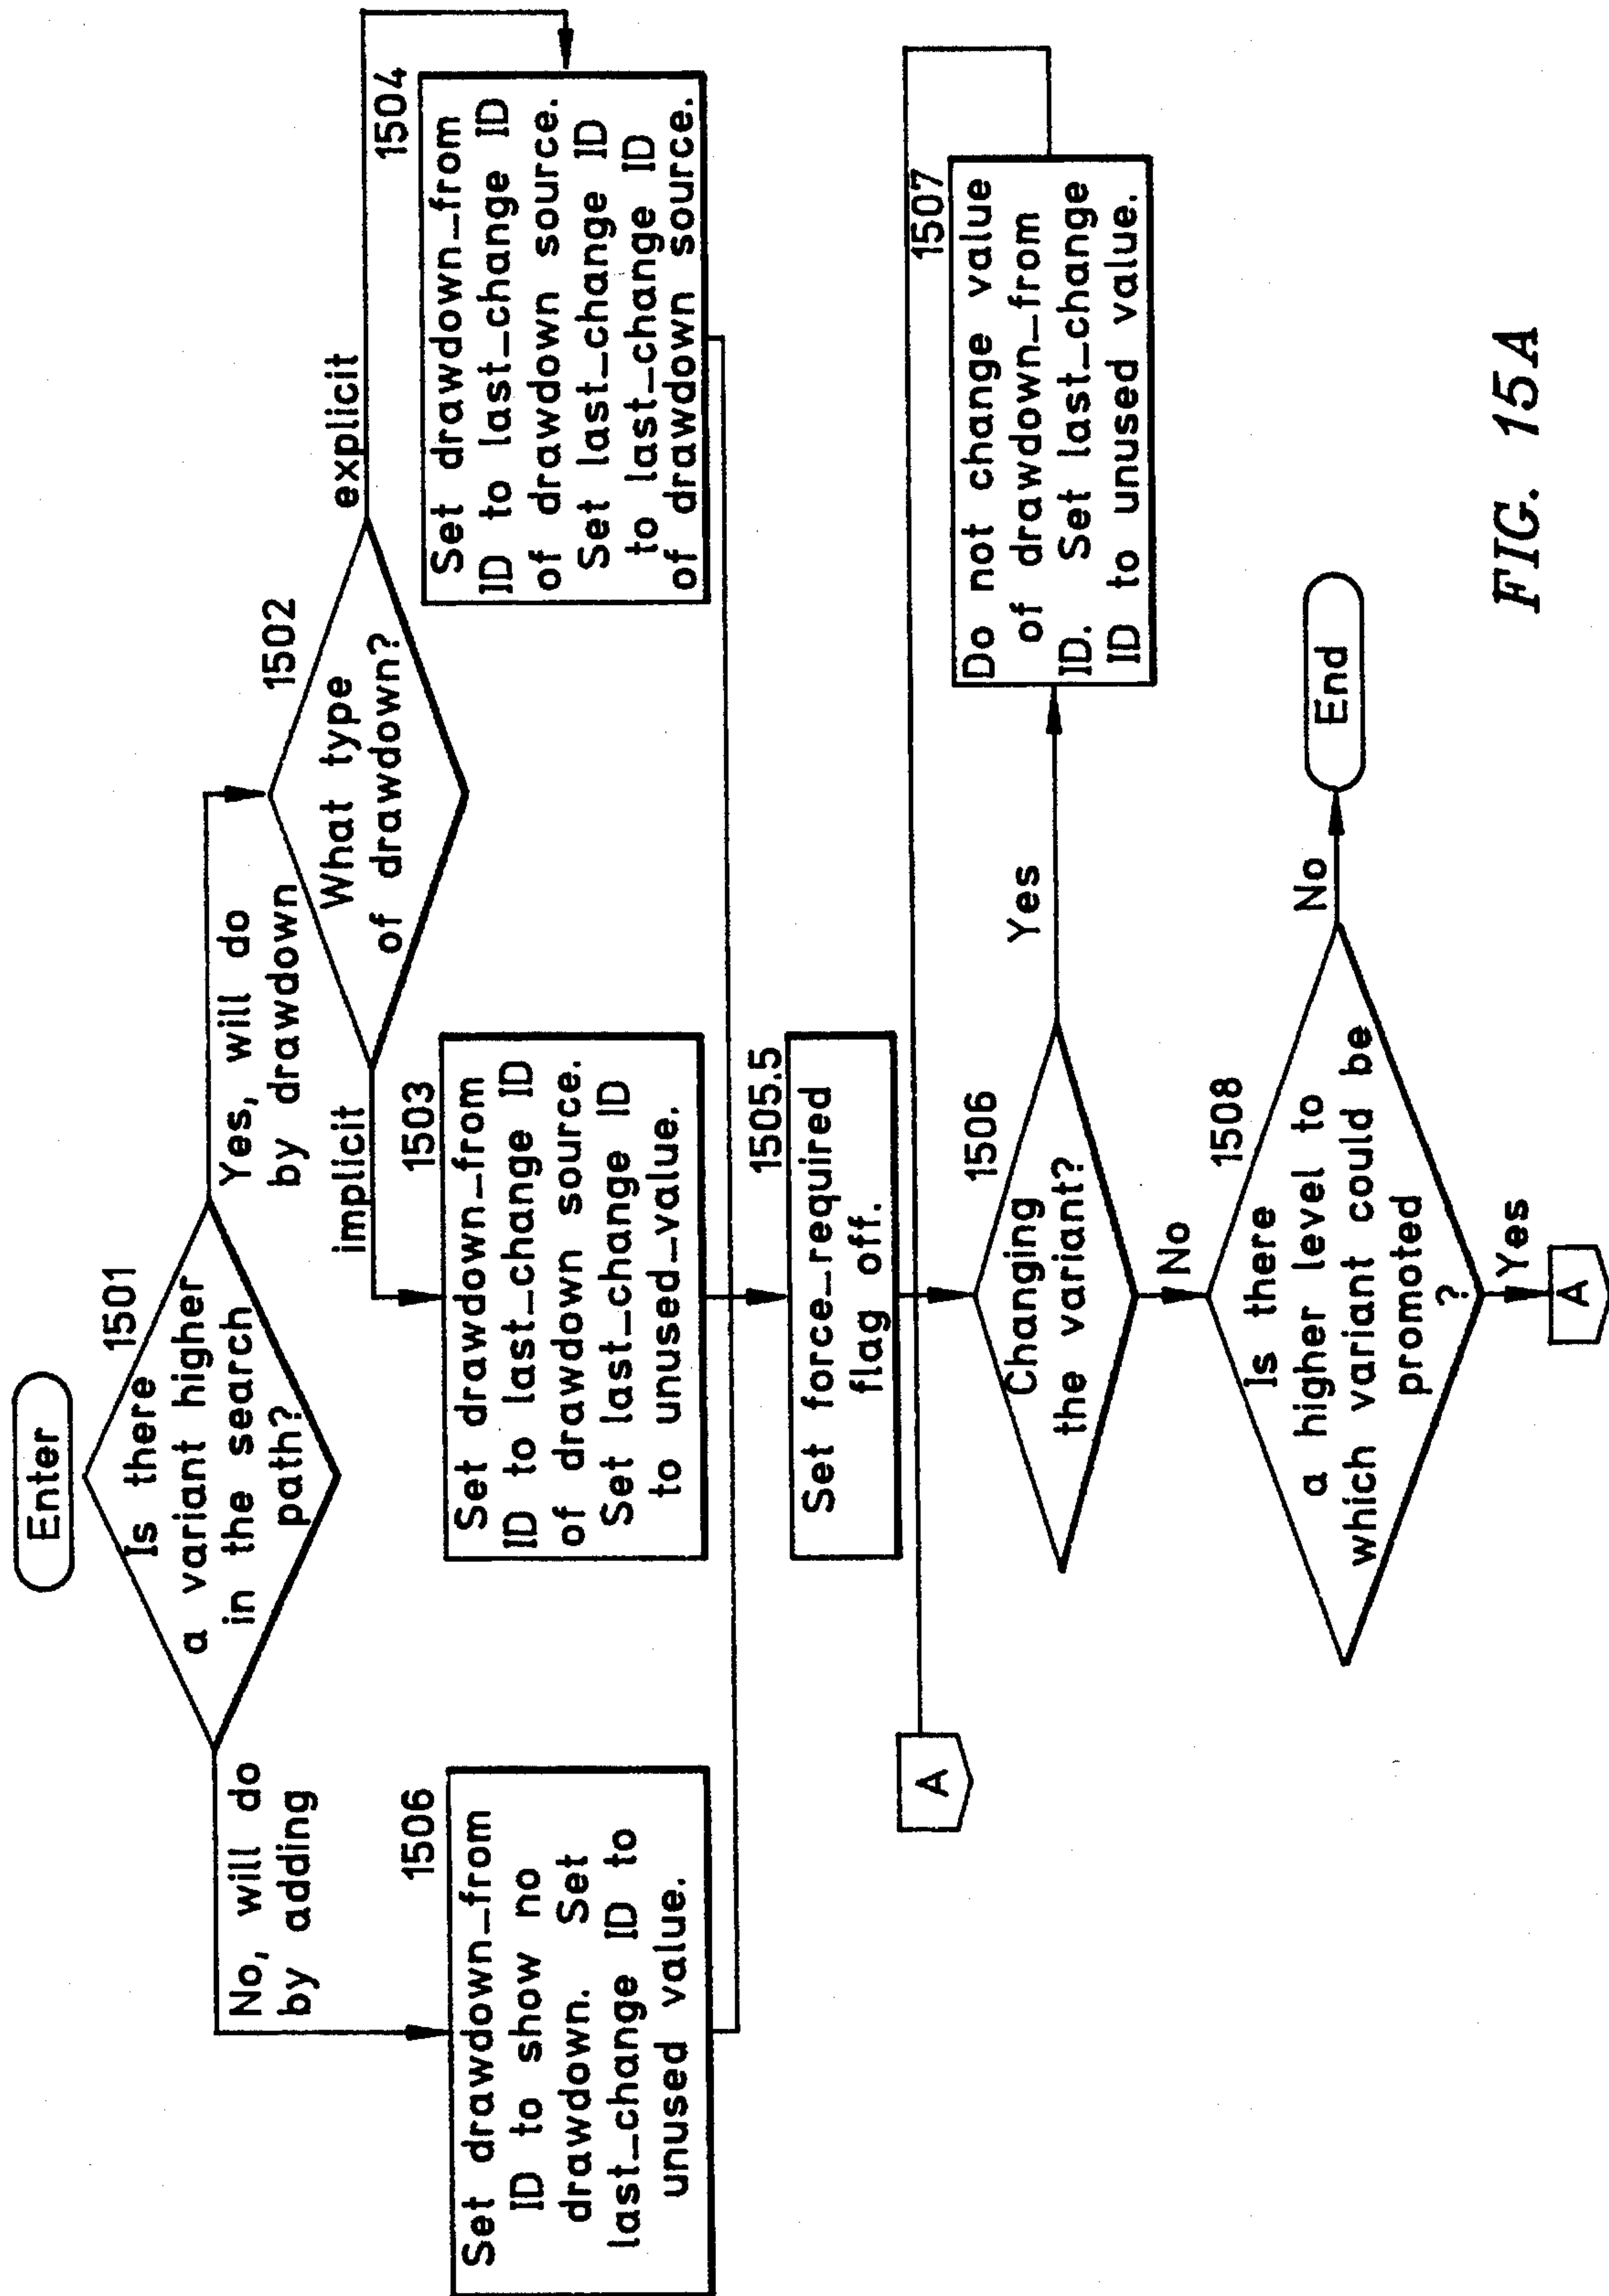 Enter
1501
Is there
a variant higher
in the search
path?
No, will do
by adding
Yes, will do
by drawdown
1502
What type
of drawdown?
implicit
explicit
1506
Set drawdown_from
ID to show no
drawdown. Set
last_change ID to
unused value.
1503
Set drawdown_from
ID to last_change ID
of drawdown source.
Set last_change ID
to unused_value.
1504
Set drawdown_from
ID to last_change ID
of drawdown source.
Set last_change ID
to last_change ID
of drawdown source.
1505.5
Set force_required
flag off.
A
1506
Changing
the variant?
Yes
No
1507
Do not change value
of drawdown_from
ID. Set last_change
ID to unused value.
1508
Is there
a higher level to
which variant could be
promoted
?
No
End
Yes
A
FIG. 15A